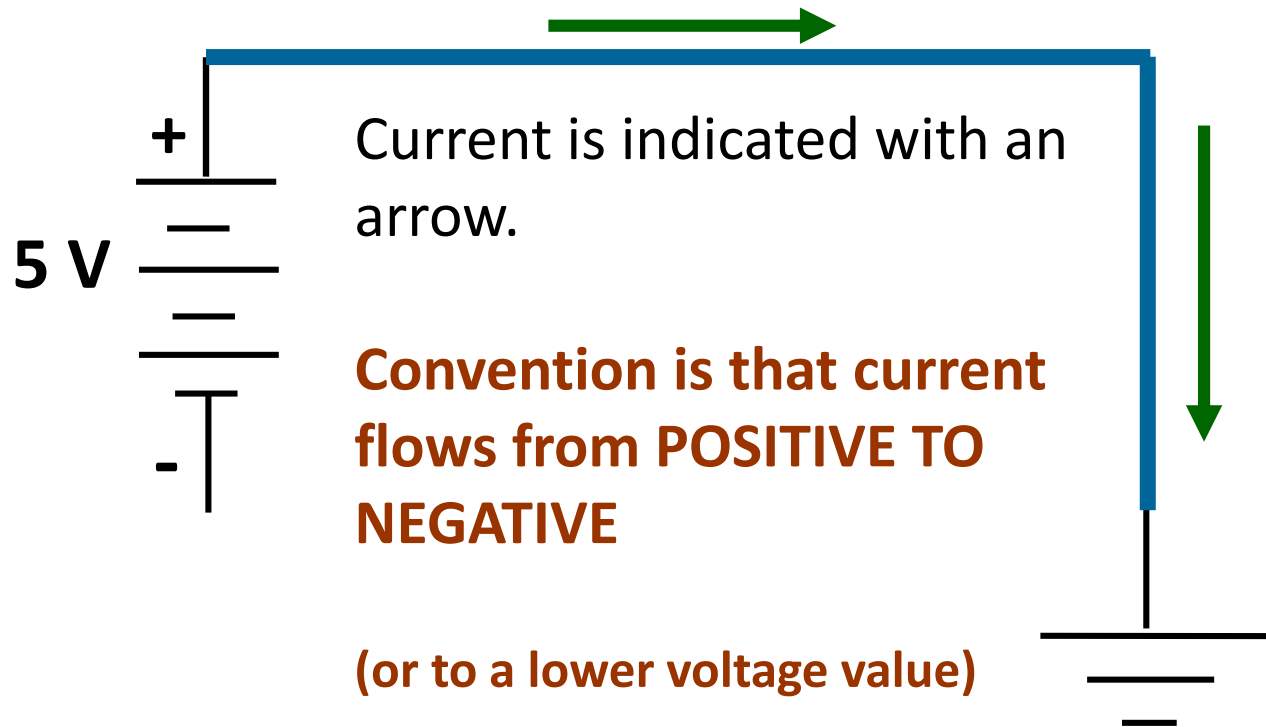 +
Current is indicated with an
arrow.
5 V
Convention is that current
flows from POSITIVE TO
-
NEGATIVE
(or to a lower voltage value)